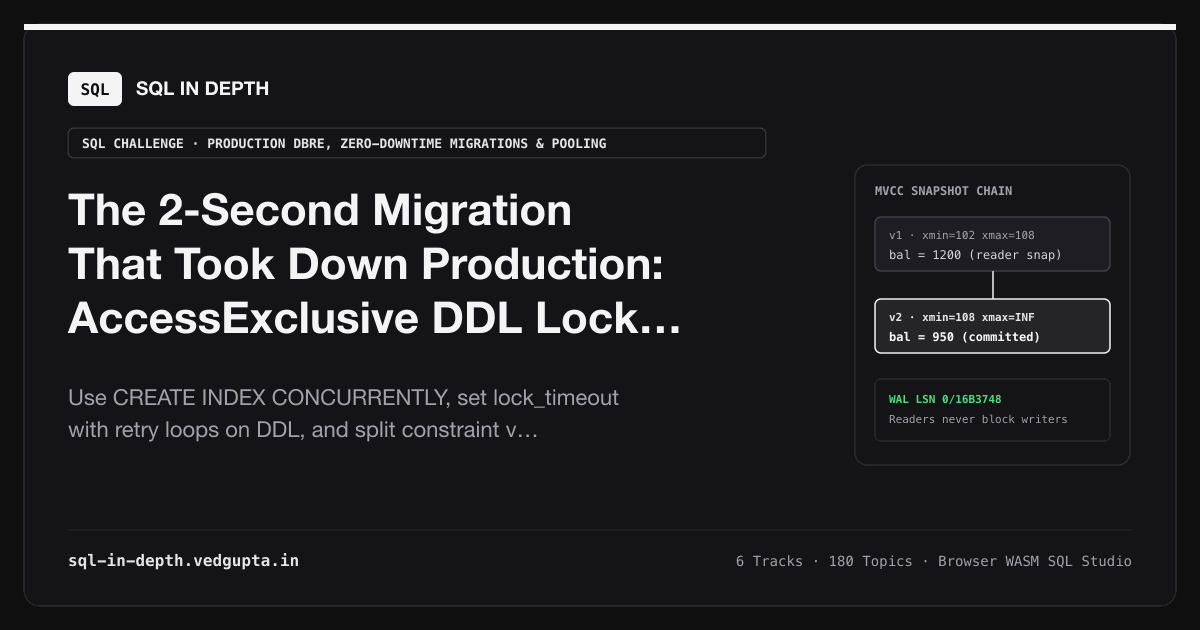 SQL
SQL IN DEPTH
SQL CHALLENGE · PRODUCTION DBRE, ZERO-DOWNTIME MIGRATIONS & POOLING
The 2-Second Migration
That Took Down Production:
AccessExclusive DDL Lock…
Use CREATE INDEX CONCURRENTLY, set lock_timeout
with retry loops on DDL, and split constraint v…
MVCC SNAPSHOT CHAIN
v1 · xmin=102 xmax=108
bal = 1200 (reader snap)
v2 · xmin=108 xmax=INF
bal = 950 (committed)
WAL LSN 0/16B3748
Readers never block writers
sql-in-depth.vedgupta.in
6 Tracks · 180 Topics · Browser WASM SQL Studio